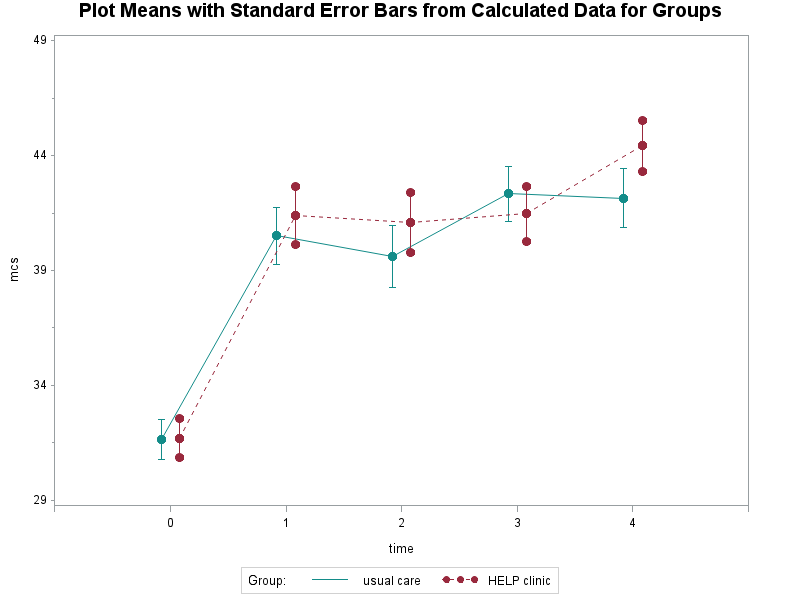 Plot Means with Standard Error Bars from Calculated Data for Groups
49
44
39
34
29
mcs
0 1 2 3 4
time
Group: usual care HELP clinic